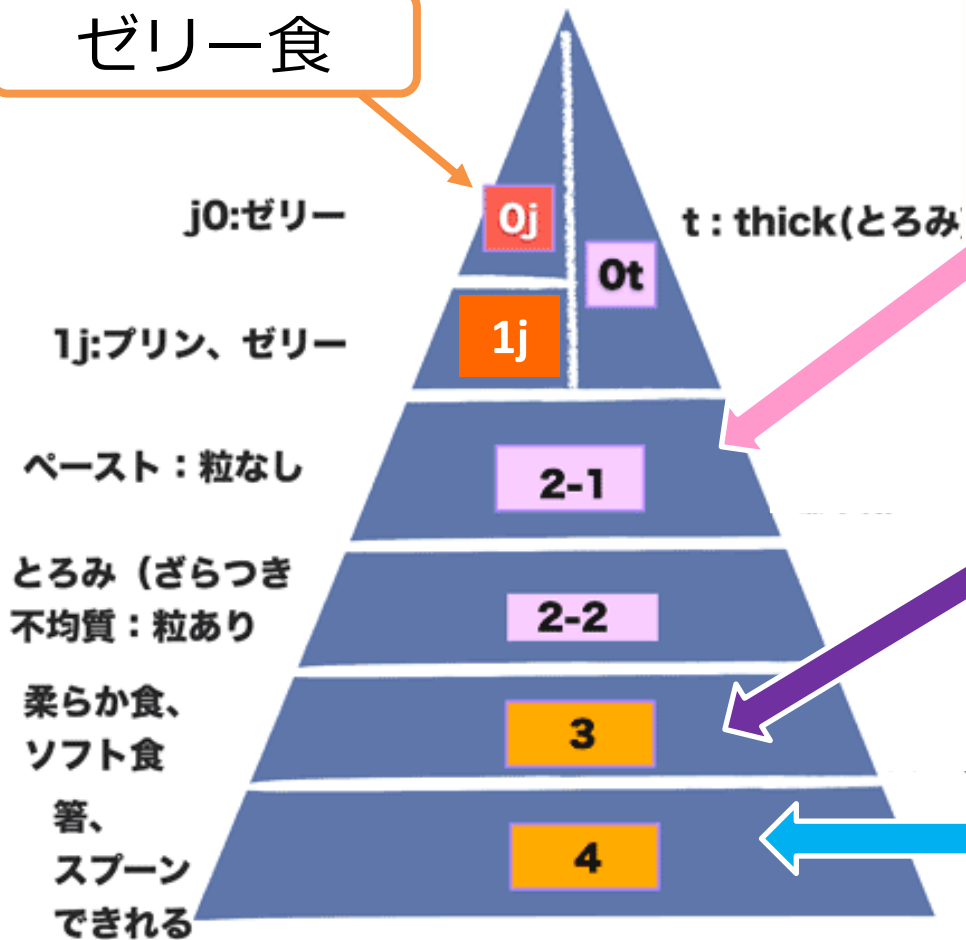 ゼリー食
j0:ゼリー
0j
t : thick(とろみ)
0t
1j:プリン、ゼリー
1j
ペースト：粒なし
2-1
とろみ（ざらつき
不均質：粒あり
2-2
柔らか食、
ソフト食
3
箸、
スプーン
できれる
4